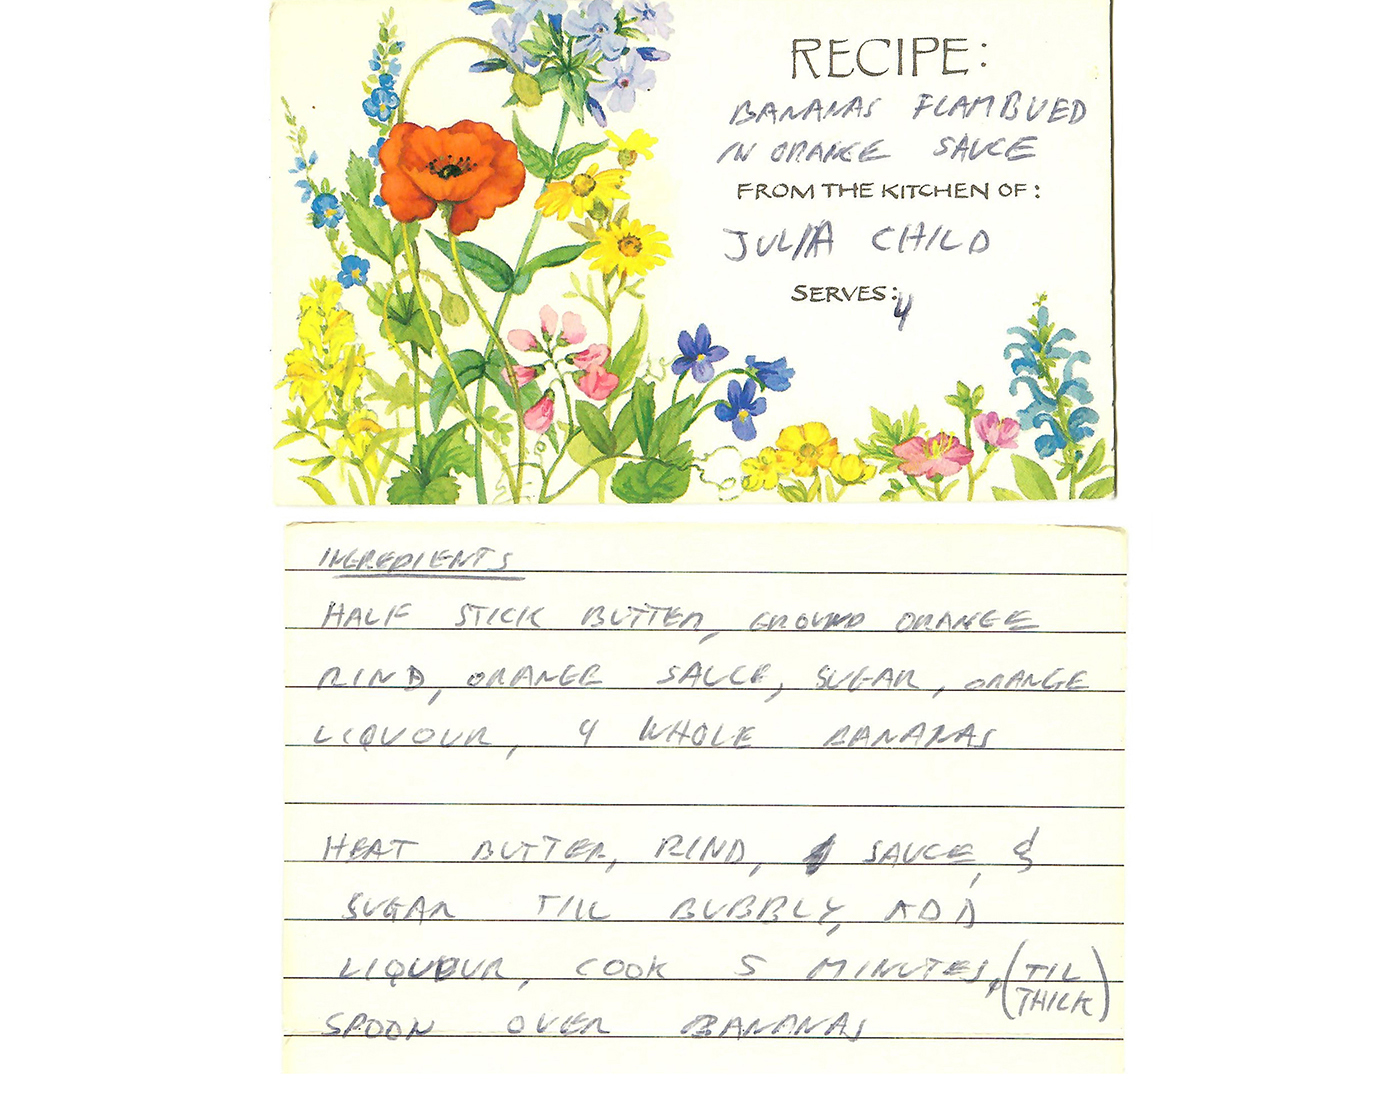 RECIPE:
BANANAS FLAMBUED
IN ORANGE SAUCE
FROM THE KITCHEN OF:
JULIA CHILD
SERVES: 4
INGREDIENTS
HALF STICK BUTTER, GROUND ORANGE
RIND, ORANGE SAUCE, SUGAR, ORANGE
LIQUOUR, 4 WHOLE BANANAS
HEAT BUTTER, RIND, SAUCE, &
SUGAR TILL BUBBLY, ADD
LIQUOUR, COOK 5 MINUTES, (TIL
THICK)
SPOON OVER BANANAS